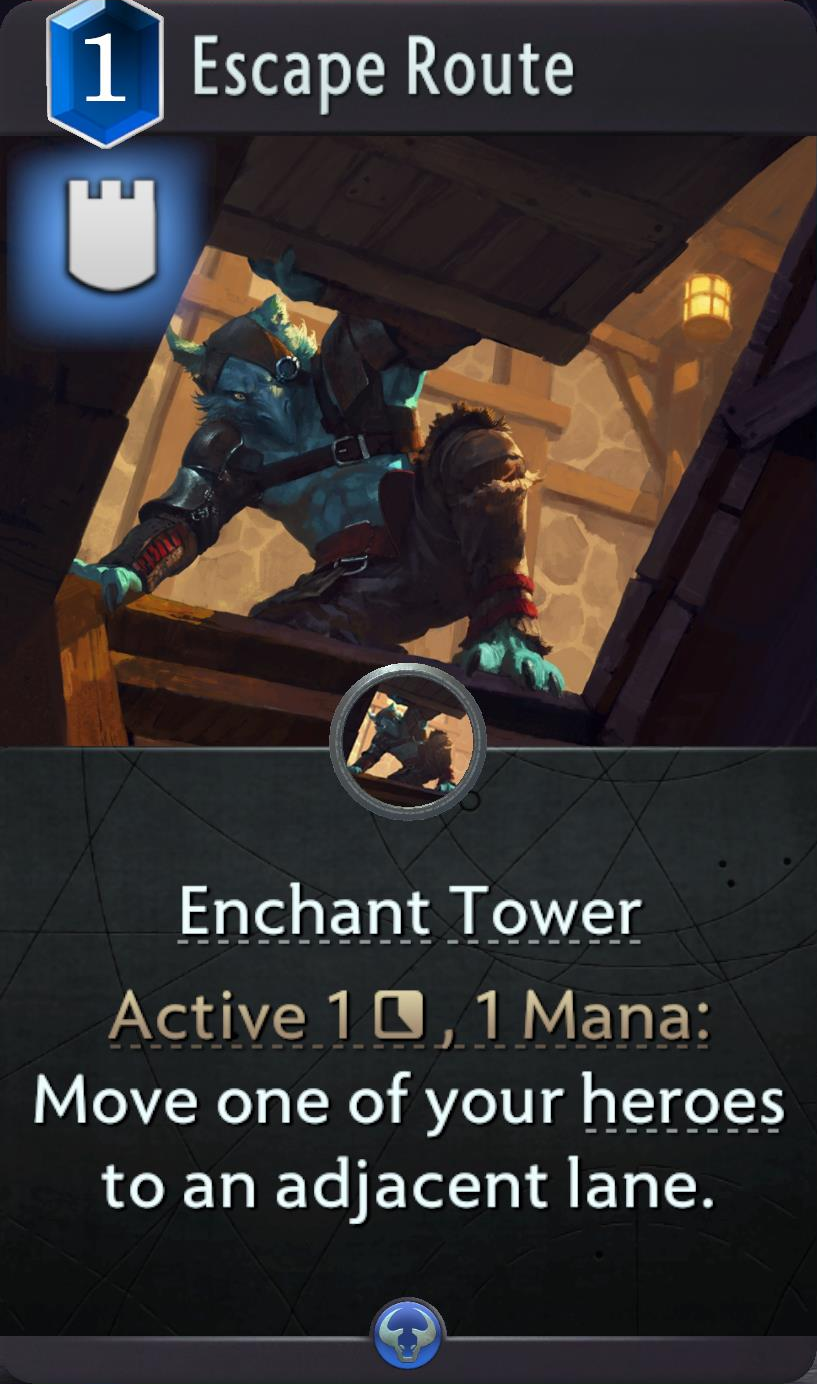 1
Escape Route
Enchant Tower
Active 1 , 1 Mana:
Move one of your heroes
to an adjacent lane.